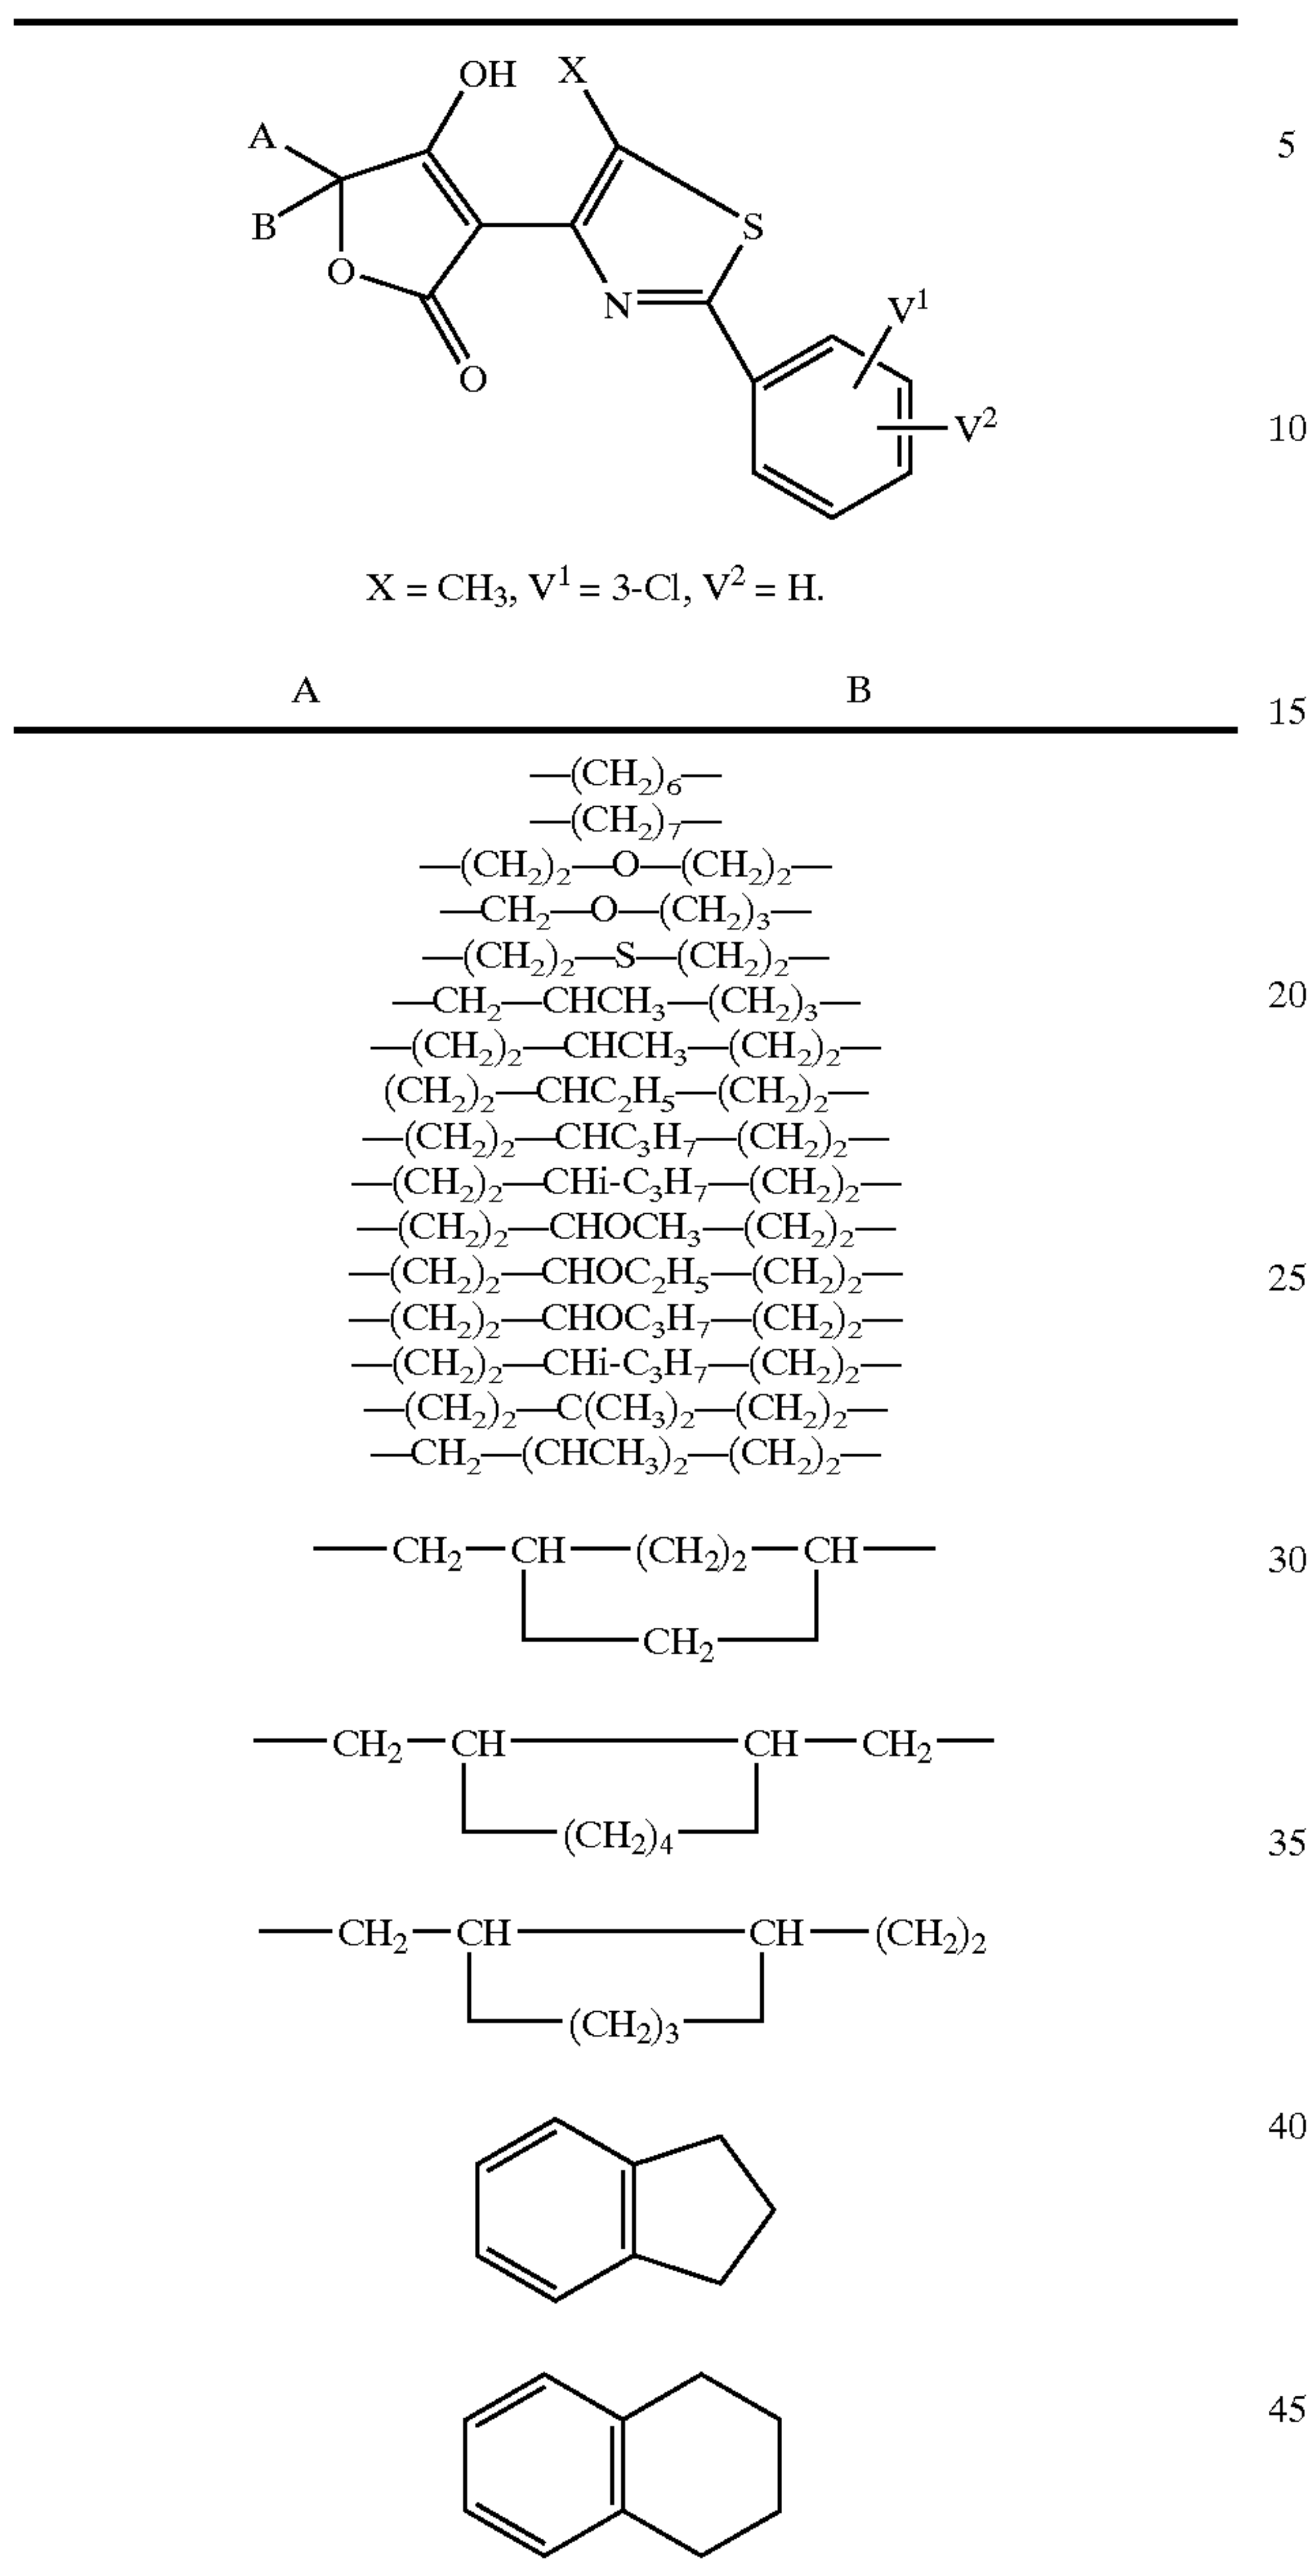 OH X
A
5
B
S
O
N
V1
O
V2
10
X = CH3, V1 = 3-Cl, V2 = H.
A B
15
—(CH2)6—
—(CH2)7—
—(CH2)2—O—(CH2)2—
—CH2—O—(CH2)3—
—(CH2)2—S—(CH2)2—
—CH2—CHCH3—(CH2)3— 20
—(CH2)2—CHCH3—(CH2)2—
(CH2)2—CHC2H5—(CH2)2—
—(CH2)2—CHC3H7—(CH2)2—
—(CH2)2—CHi-C3H7—(CH2)2—
—(CH2)2—CHOCH3—(CH2)2—
—(CH2)2—CHOC2H5—(CH2)2— 25
—(CH2)2—CHOC3H7—(CH2)2—
—(CH2)2—CHi-C3H7—(CH2)2—
—(CH2)2—C(CH3)2—(CH2)2—
—CH2—(CHCH3)2—(CH2)2—
—CH2—CH—(CH2)2—CH— 30
CH2
—CH2—CH—CH—CH2—
(CH2)4 35
—CH2—CH—CH—(CH2)2
(CH2)3
40
45